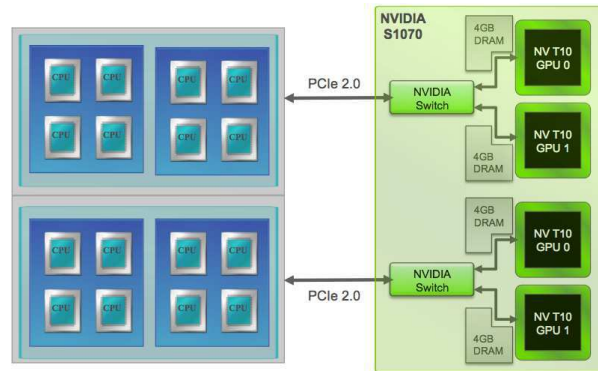 NVIDIA
S1070
4GB
DRAM
NV T10
GPU 0
CPU CPU CPU CPU
PCIe 2.0
NVIDIA
Switch
CPU CPU CPU CPU
NV T10
GPU 1
4GB
DRAM
4GB
DRAM
NV T10
GPU 0
CPU CPU CPU CPU
NVIDIA
Switch
PCIe 2.0
CPU CPU CPU CPU
NV T10
GPU 1
4GB
DRAM